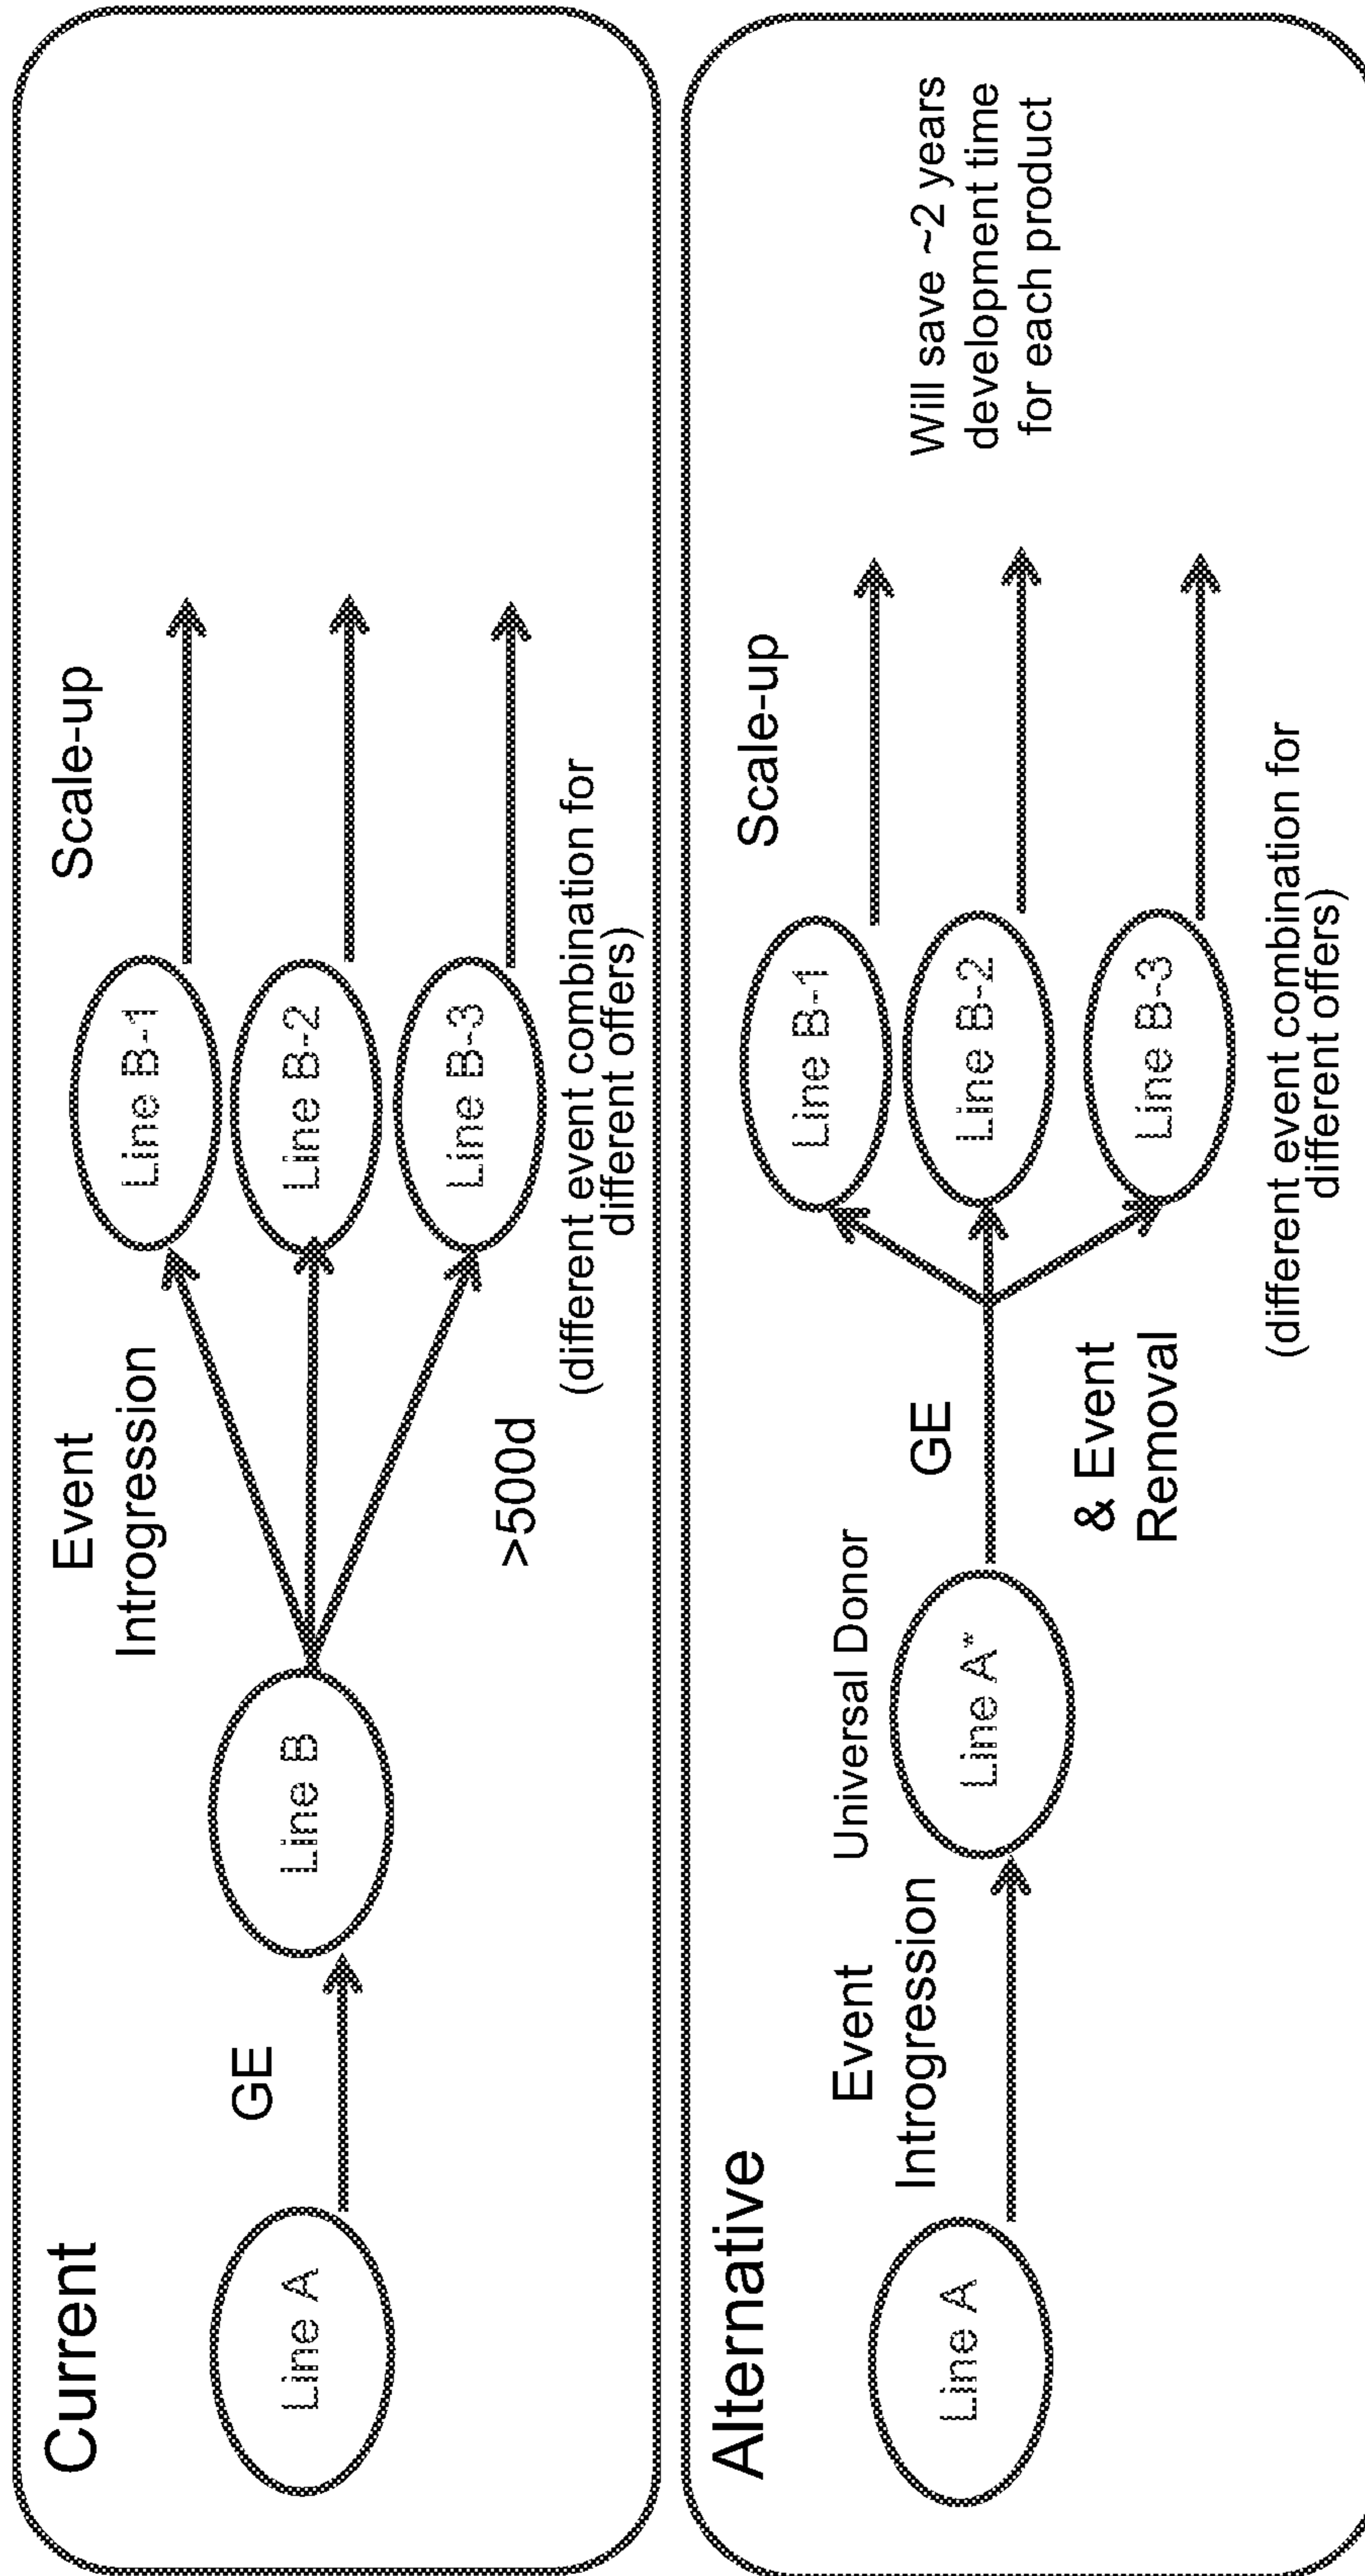 Current
Line A
GE
Line B
Event
Introgression
>500d
Line B-1
Line B-2
Line B-3
(different event combination for
different offers)
Scale-up
Alternative
Line A
Event
Introgression
Universal Donor
Line A*
GE
& Event
Removal
Line B-1
Line B-2
Line B-3
(different event combination for
different offers)
Scale-up
Will save ~2 years
development time
for each product